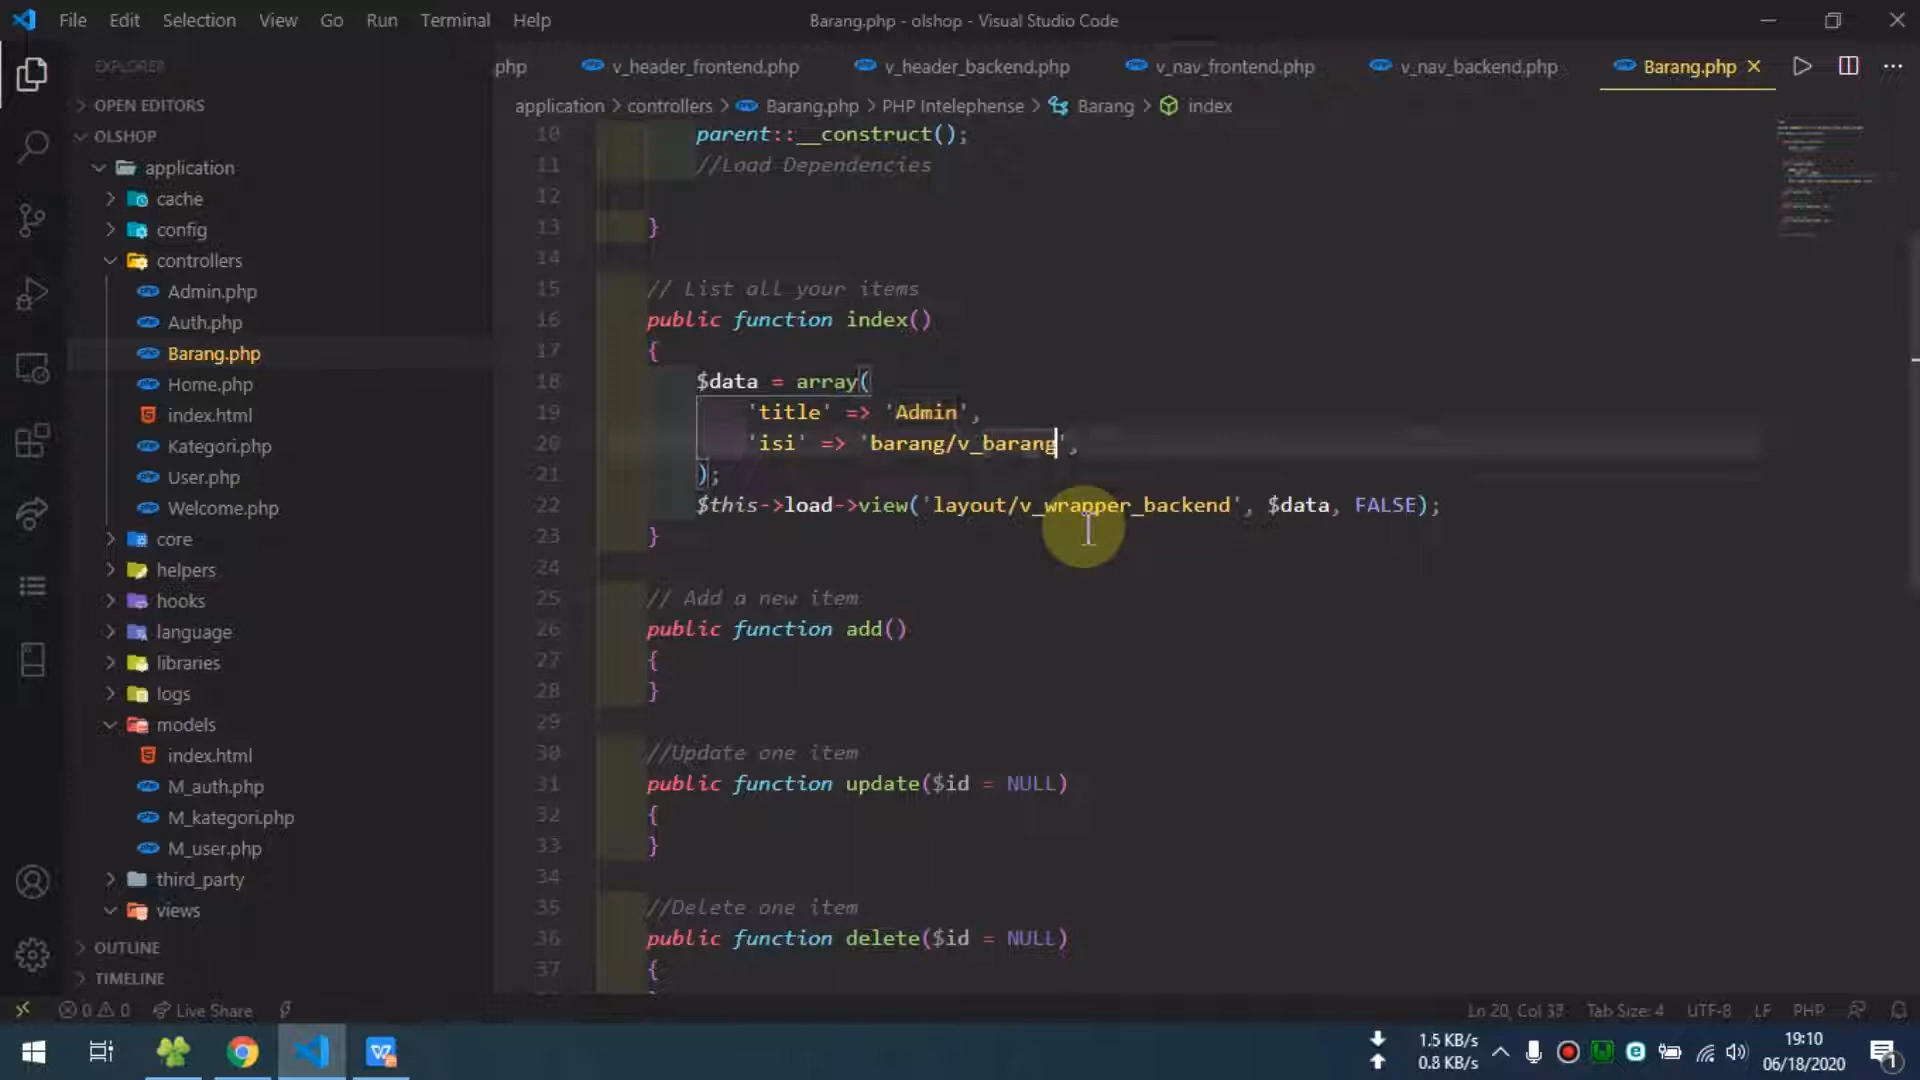 File Edit Selection View Go Run Terminal Help
Barang.php - olshop - Visual Studio Code
EXPLORER
php
v_header_frontend.php
v_header_backend.php
v_nav_frontend.php
v_nav_backend.php
Barang.php
OPEN EDITORS
application > controllers > Barang.php > PHP Intelephense > Barang > index
OLSHOP
application
cache
config
controllers
Admin.php
Auth.php
Barang.php
Home.php
index.html
Kategori.php
User.php
Welcome.php
core
helpers
hooks
language
libraries
logs
models
index.html
M_auth.php
M_kategori.php
M_user.php
third_party
views
OUTLINE
TIMELINE
10 parent::__construct();
11 //Load Dependencies
12
13 }
14
15 // List all your items
16 public function index()
17 {
18 $data = array(
19 'title' => 'Admin',
20 'isi' => 'barang/v_barang',
21 );
22 $this->load->view('layout/v_wrapper_backend', $data, FALSE);
23 }
24
25 // Add a new item
26 public function add()
27 {
28 }
29
30 //Update one item
31 public function update($id = NULL)
32 {
33 }
34
35 //Delete one item
36 public function delete($id = NULL)
37 {
0 0 Live Share
Ln 20, Col 38 Tab Size: 4 UTF-8 LF PHP
1.5 KB/s
0.8 KB/s
19:10
06/18/2020
1